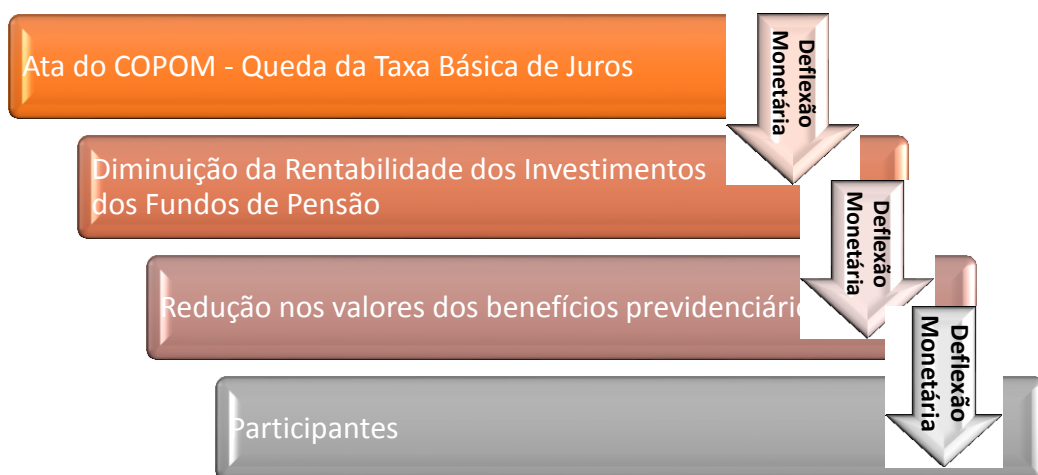 Ata do COPOM - Queda da Taxa Básica de Juros
Deflexão
Monetária
Diminuição da Rentabilidade dos Investimentos
dos Fundos de Pensão
Deflexão
Monetária
Redução nos valores dos benefícios
Deflexão
Monetária
Participantes